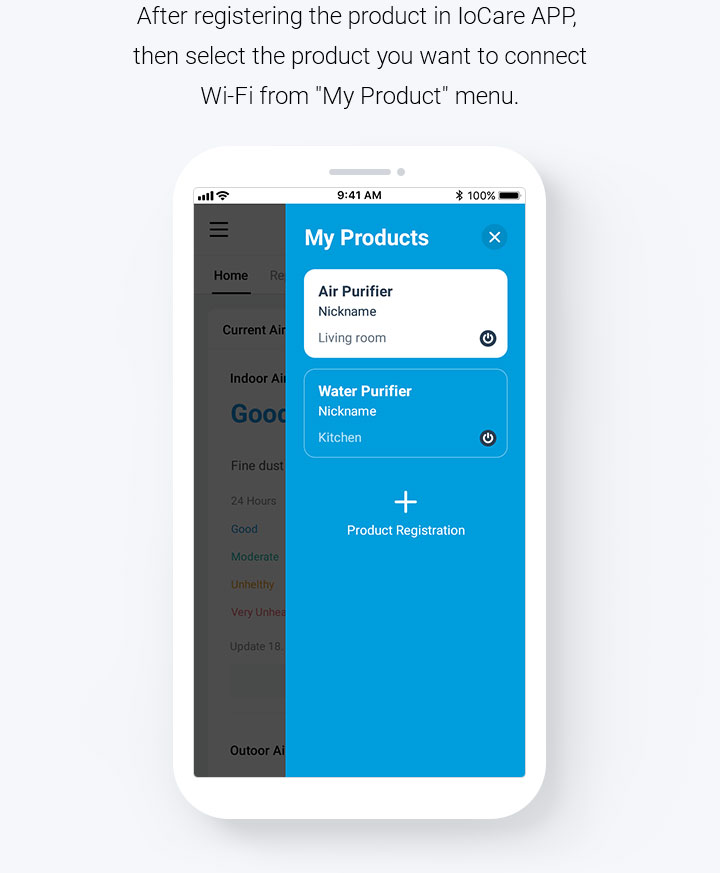 After registering the product in IoCare APP,
then select the product you want to connect
Wi-Fi from "My Product" menu.
9:41 AM
100%
My Products
Home
Air Purifier
Nickname
Living room
Current Air
Indoor Air
Water Purifier
Nickname
Good
Kitchen
Fine dust
24 Hours
Product Registration
Good
Moderate
Unhelthy
Very Unhea
Update 18.
Outoor Ai